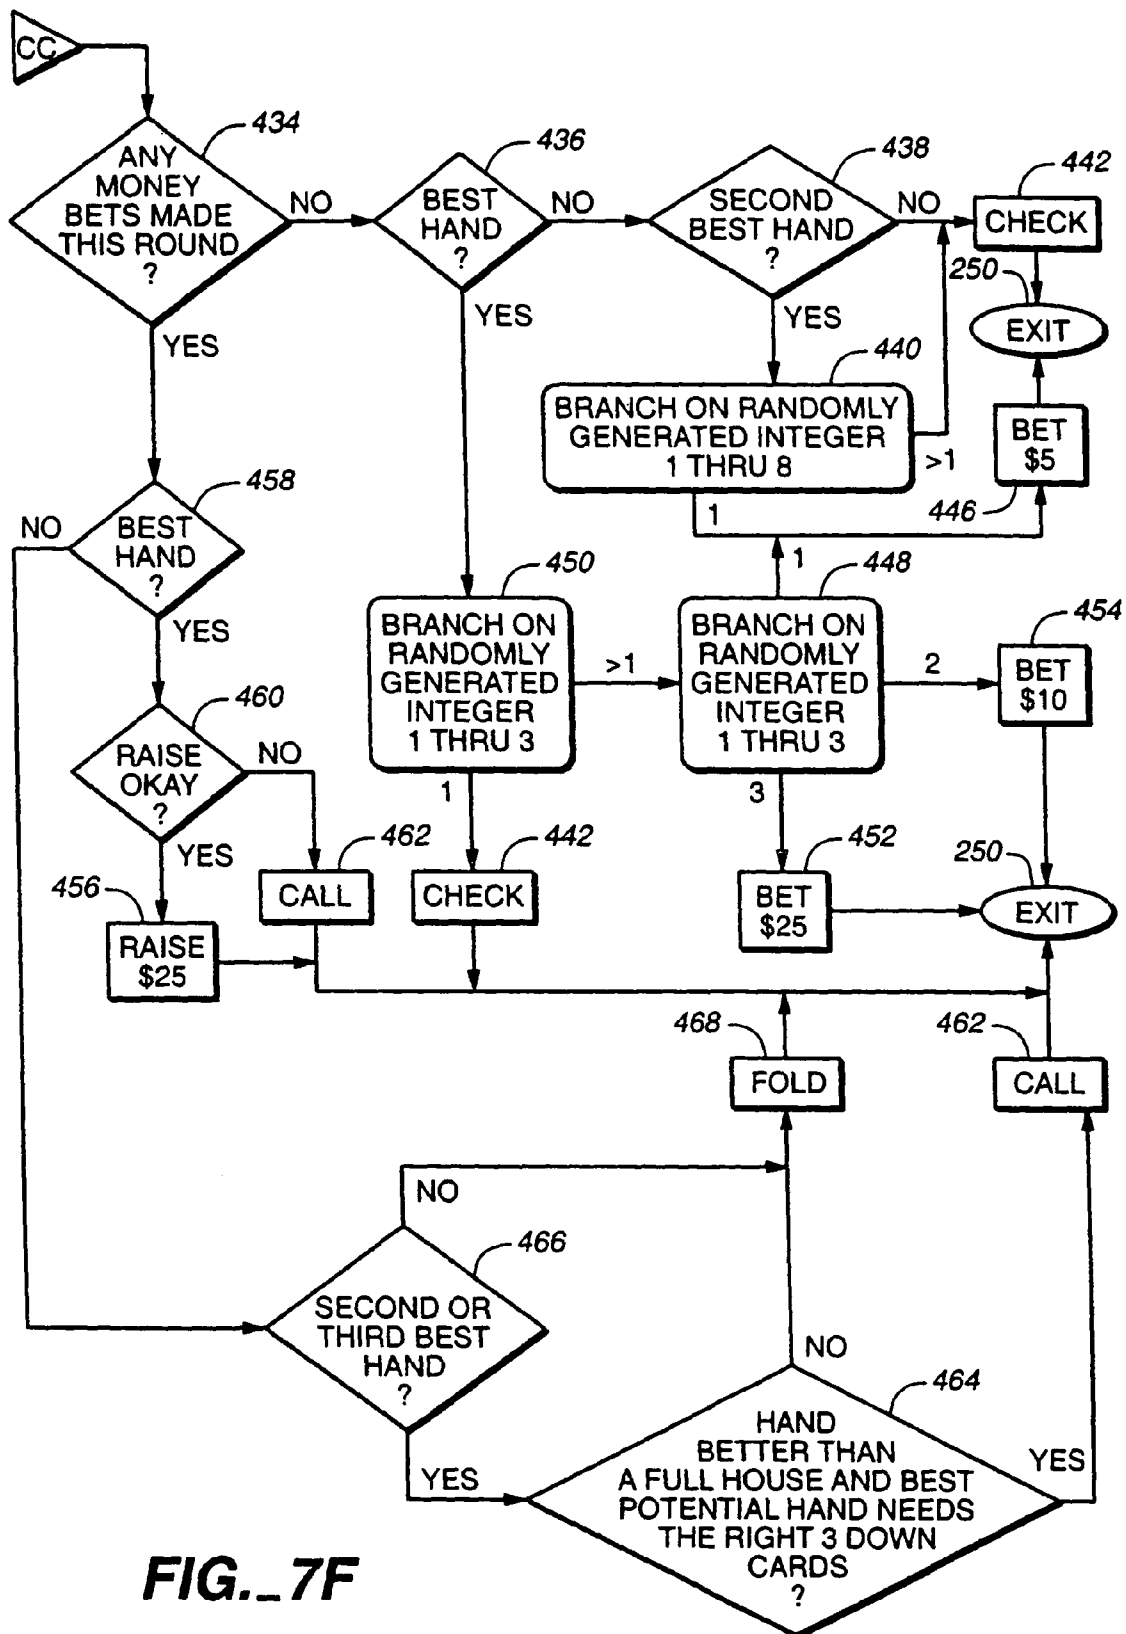 CC
434
ANY
MONEY
BETS MADE
THIS ROUND
?
NO
YES
436
BEST
HAND
?
NO
YES
438
SECOND
BEST HAND
?
NO
YES
442
CHECK
250
EXIT
440
BRANCH ON RANDOMLY
GENERATED INTEGER
1 THRU 8
>1
1
BET
$5
446
458
NO
BEST
HAND
?
YES
450
BRANCH ON
RANDOMLY
GENERATED
INTEGER
1 THRU 3
>1
1
1
448
BRANCH ON
RANDOMLY
GENERATED
INTEGER
1 THRU 3
2
3
454
BET
$10
460
RAISE
OKAY
?
NO
YES
462
CALL
442
CHECK
452
BET
$25
250
EXIT
456
RAISE
$25
468
FOLD
462
CALL
NO
466
SECOND OR
THIRD BEST
HAND
?
YES
NO
464
HAND
BETTER THAN
A FULL HOUSE AND BEST
POTENTIAL HAND NEEDS
THE RIGHT 3 DOWN
CARDS
?
YES
FIG._7F